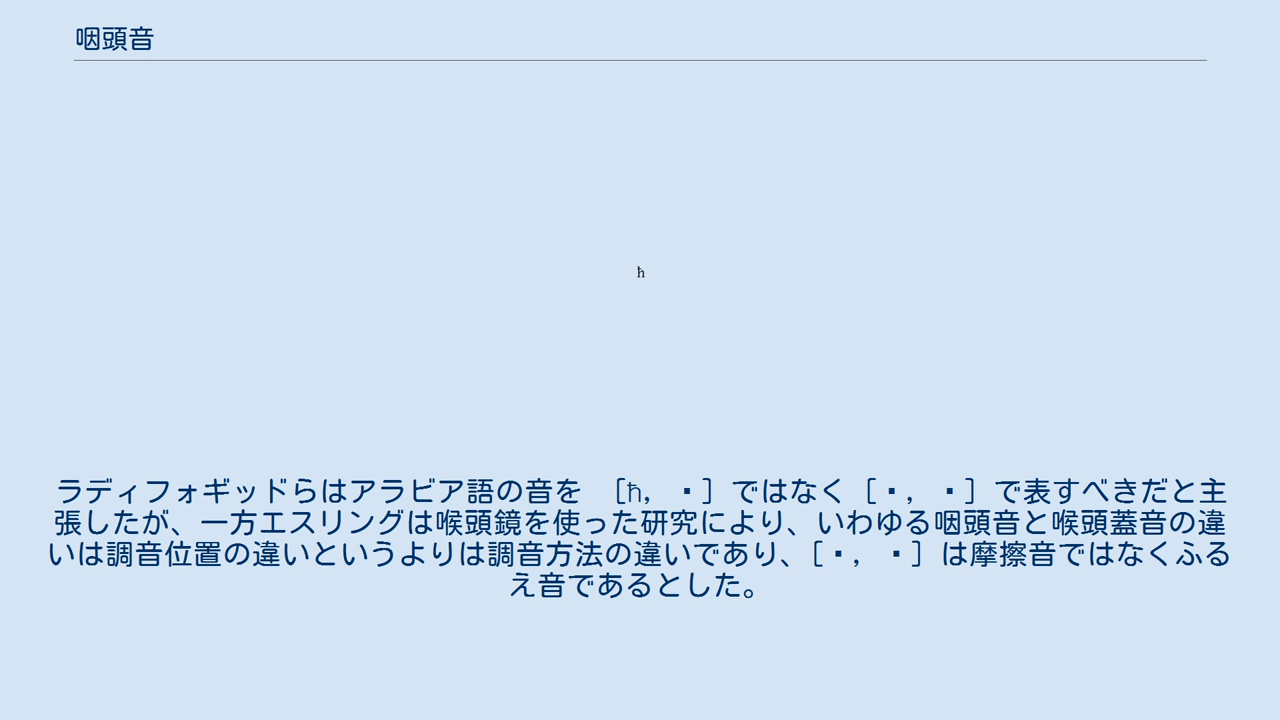 咽頭音
ħ
ラディフォギッドらはアラビア語の音を ［ħ, ▪］ではなく［▪, ▪］で表すべきだと主
張したが、一方エスリングは喉頭鏡を使った研究により、いわゆる咽頭音と喉頭蓋音の違
いは調音位置の違いというよりは調音方法の違いであり、［▪, ▪］は摩擦音ではなくふる
え音であるとした。